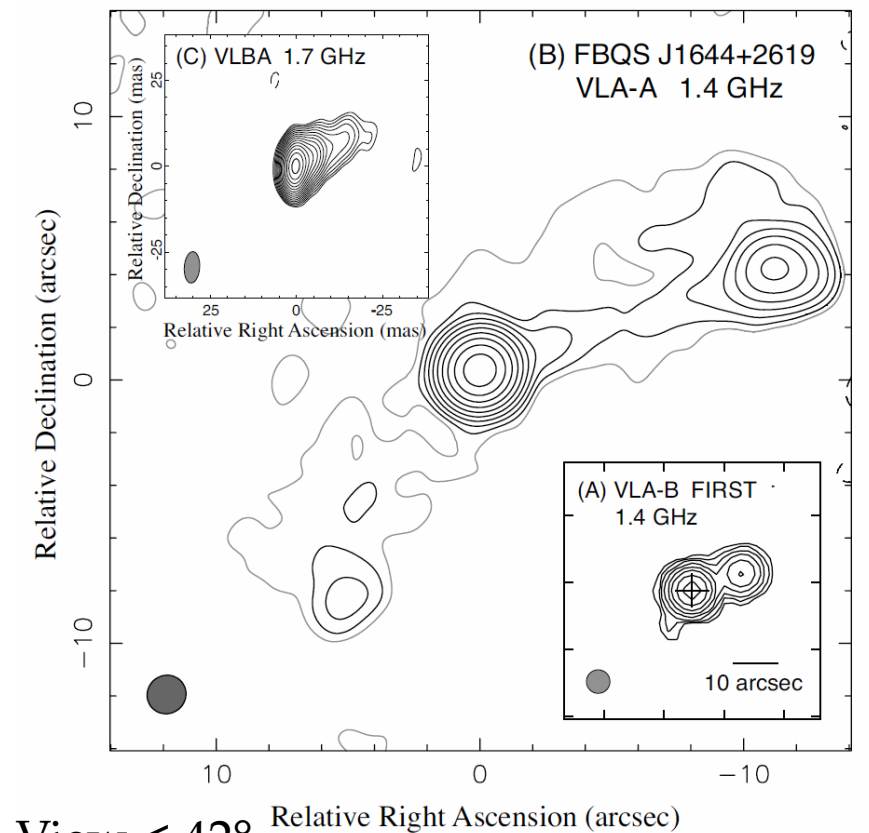 (C) VLBA 1.7 GHz
Relative Declination (mas)
25
0
-25
25
0
-25
Relative Right Ascension (mas)
(B) FBQS J1644+2619
VLA-A 1.4 GHz
Relative Declination (arcsec)
10
0
−10
(A) VLA-B FIRST
1.4 GHz
10 arcsec
10
0
−10
Relative Right Ascension (arcsec)
View < 42°